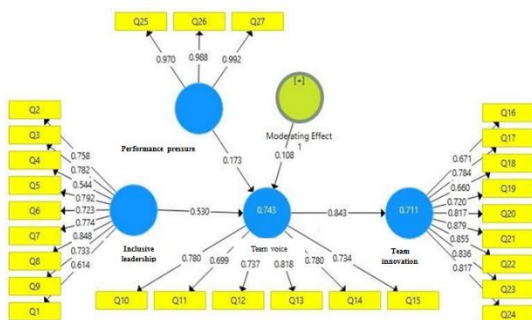 Q25
Q26
Q27
0.970
0.988
0.992
[+]
Moderating Effect
1
Performance pressure
0.173
0.108
Q2
Q3
Q4
Q5
Q6
Q7
Q8
Q9
Q1
0.758
0.782
0.544
0.792
0.723
0.774
0.848
0.733
0.614
Inclusive
leadership
0.530
0.743
Team voice
0.843
0.711
Team
innovation
0.780
0.699
0.737
0.818
0.780
0.734
Q10
Q11
Q12
Q13
Q14
Q15
0.671
0.784
0.660
0.720
0.817
0.879
0.855
0.836
0.817
Q16
Q17
Q18
Q19
Q20
Q21
Q22
Q23
Q24